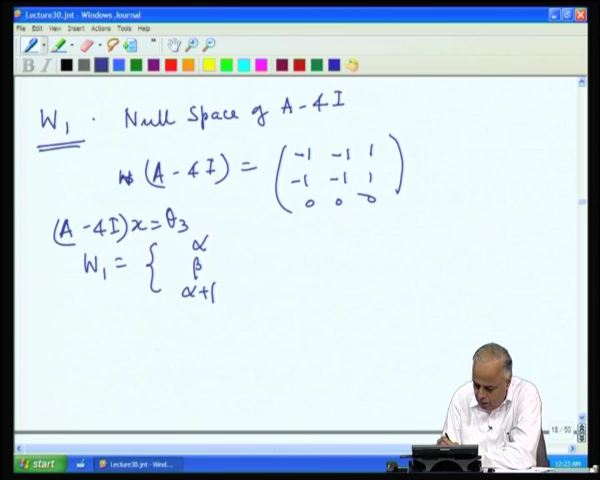 Lecture30.jnt - Windows Journal
File Edit View Insert Actions Tools Help
W₁ . Null Space of A - 4I
(A - 4I) = ( -1 -1 1
-1 -1 1
0 0 0 )
(A - 4I)x = θ₃
W₁ = { α
β
α+
18 / 50
start Lecture30.jnt - Wind... 12:23 AM